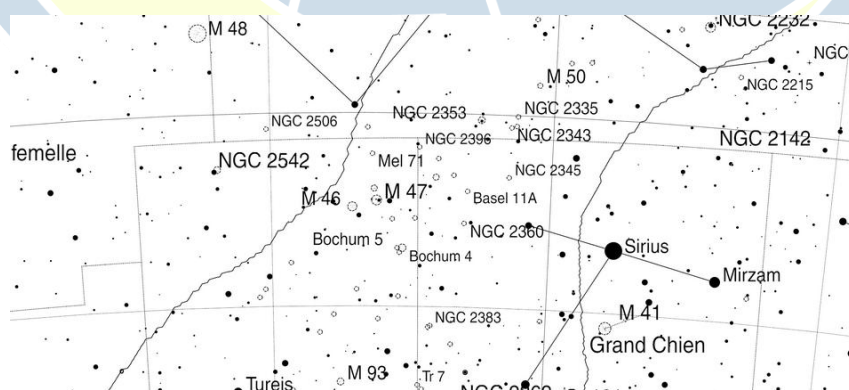 NGC 2232
M 48
NGC
M 50
NGC 2215
NGC 2335
NGC 2353
NGC 2506
NGC 2343
NGC 2142
NGC 2396
femelle
NGC 2542
Mel 71
NGC 2345
M 46
M 47
Basel 11A
NGC 2360
Bochum 5
Sirius
Bochum 4
Mirzam
M 41
NGC 2383
Grand Chien
M 93
Tr 7
Tureis